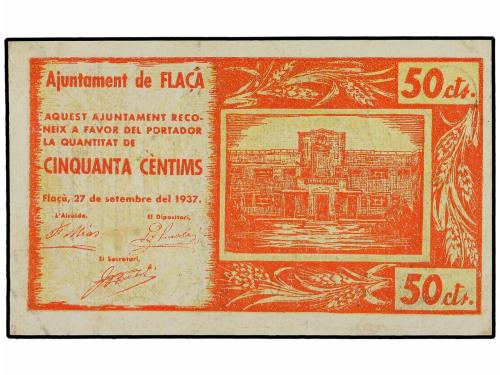 Ajuntament de FLAÇÀ
AQUEST AJUNTAMENT RECO-
NEIX A FAVOR DEL PORTADOR
LA QUANTITAT DE
CINQUANTA CÈNTIMS
Flaçà, 27 de setembre del 1937.
L'Alcalde,
El Dipositari,
El Secretari,
50 cts.
50 cts.